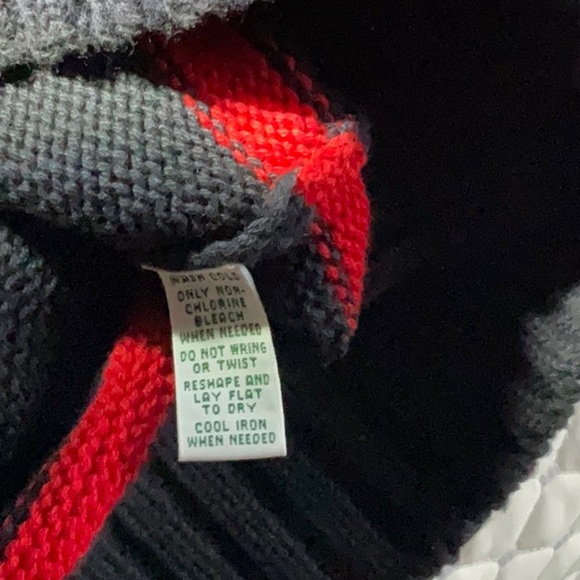 WASH COLD
ONLY NON-
CHLORINE
BLEACH
WHEN NEEDED
DO NOT WRING
OR TWIST
RESHAPE AND
LAY FLAT
TO DRY
COOL IRON
WHEN NEEDED